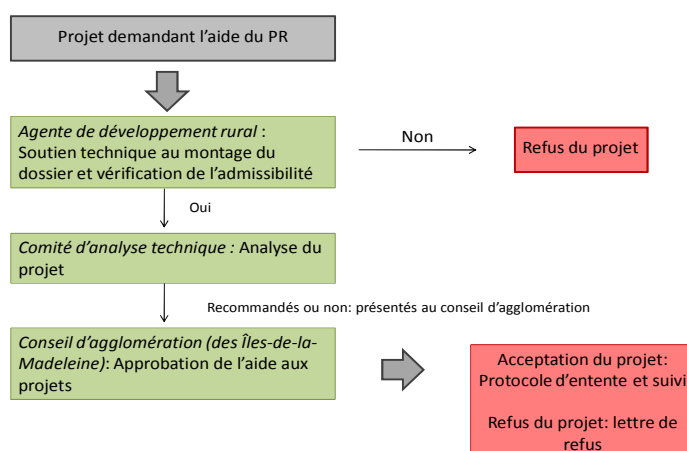 Projet demandant l’aide du PR
Agente de développement rural :
Soutien technique au montage du
dossier et vérification de l’admissibilité
Non
Refus du projet
Oui
Comité d’analyse technique : Analyse du
projet
Recommandés ou non: présentés au conseil d’agglomération
Conseil d’agglomération (des Îles-de-la-
Madeleine): Approbation de l’aide aux
projets
Acceptation du projet:
Protocole d’entente et suivi
Refus du projet: lettre de
refus